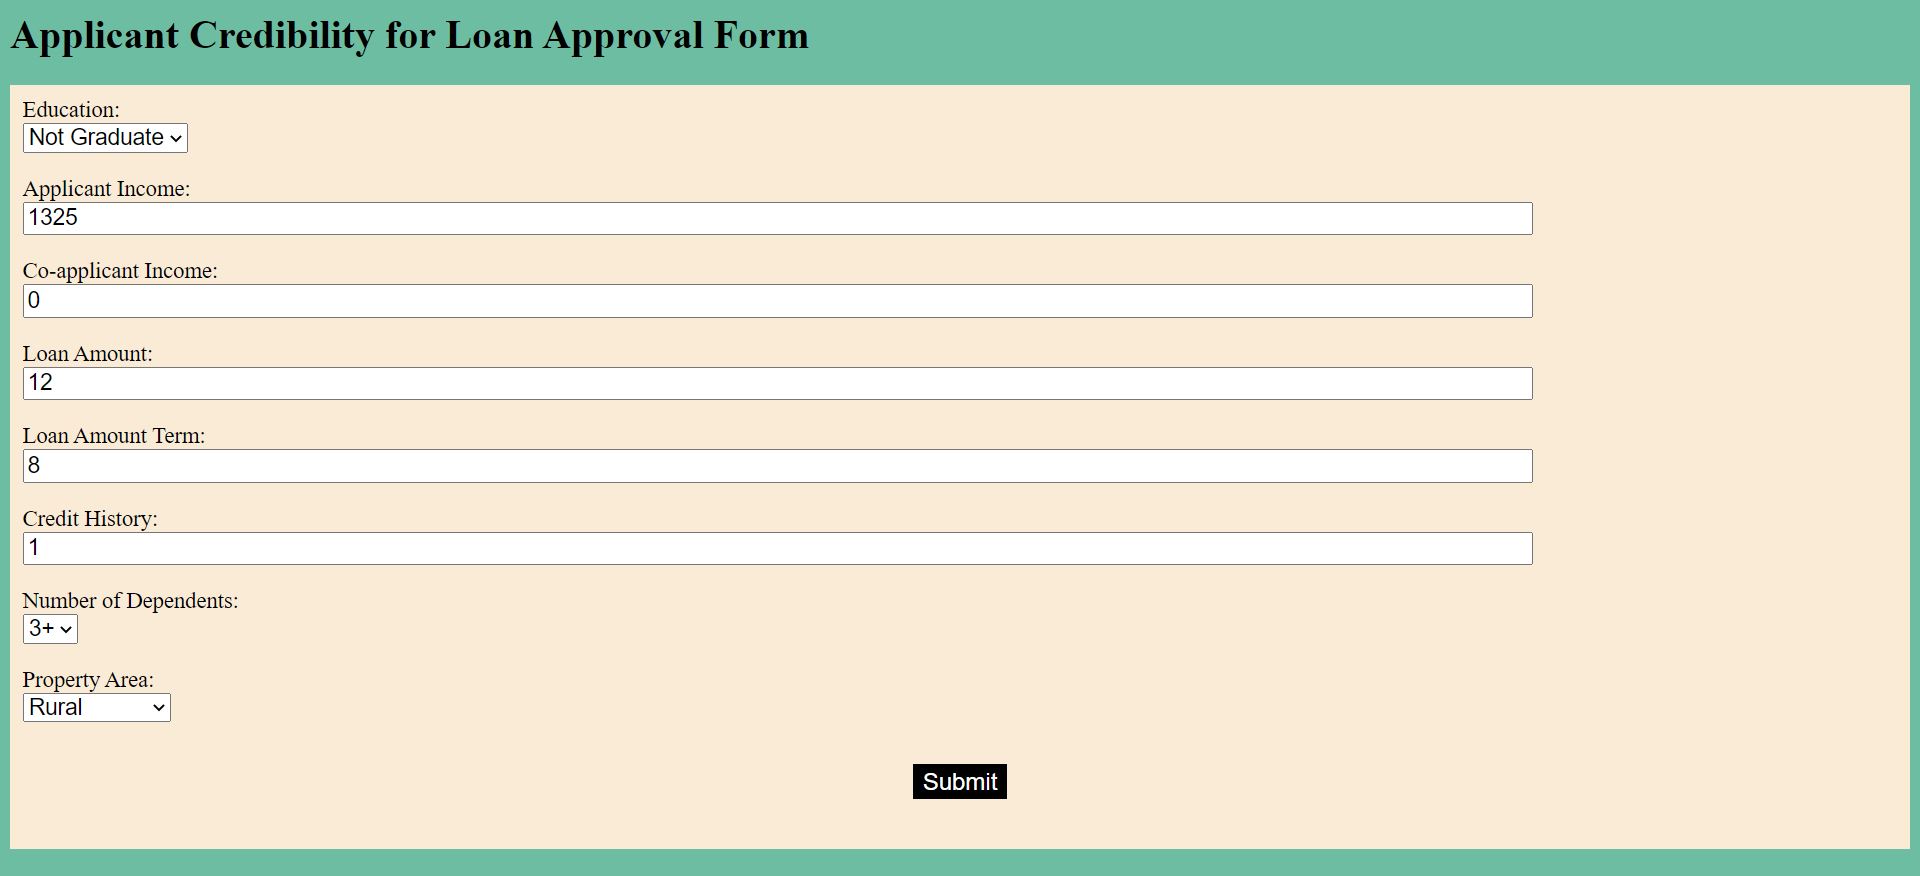 Applicant Credibility for Loan Approval Form
Education:
Not Graduate
Applicant Income:
1325
Co-applicant Income:
0
Loan Amount:
12
Loan Amount Term:
8
Credit History:
1
Number of Dependents:
3+
Property Area:
Rural
Submit